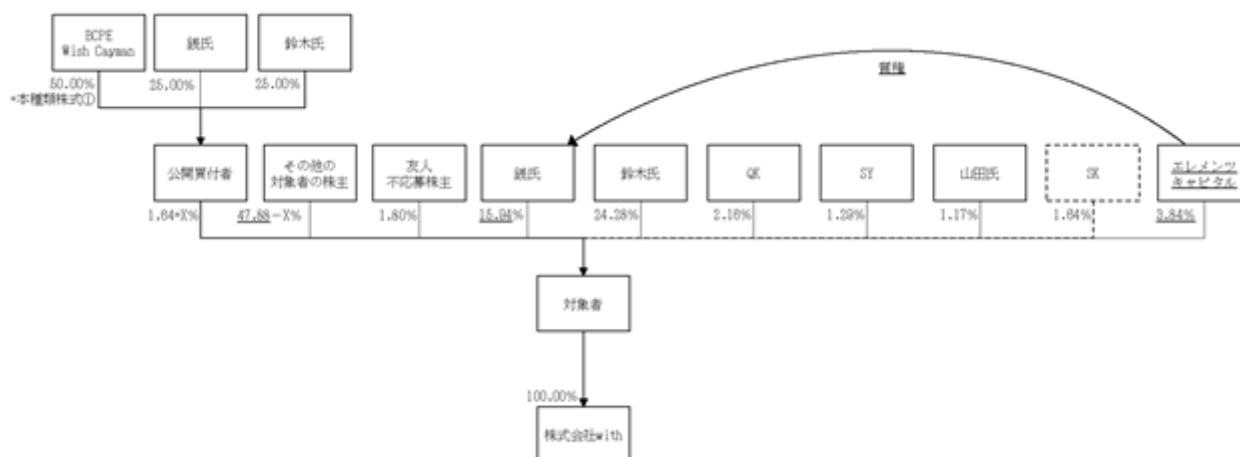 BCPE
Wish Cayman
銭氏
鈴木氏
50.00%
+本種類株式①
25.00%
25.00%
質権
公開買付者
その他の
対象者の株主
友人
不応募株主
銭氏
鈴木氏
QK
SY
山田氏
SK
エレメンツ
キャピタル
1.64+X%
47.88-X%
1.80%
15.94%
24.28%
2.16%
1.29%
1.17%
1.64%
3.84%
対象者
100.00%
株式会社with